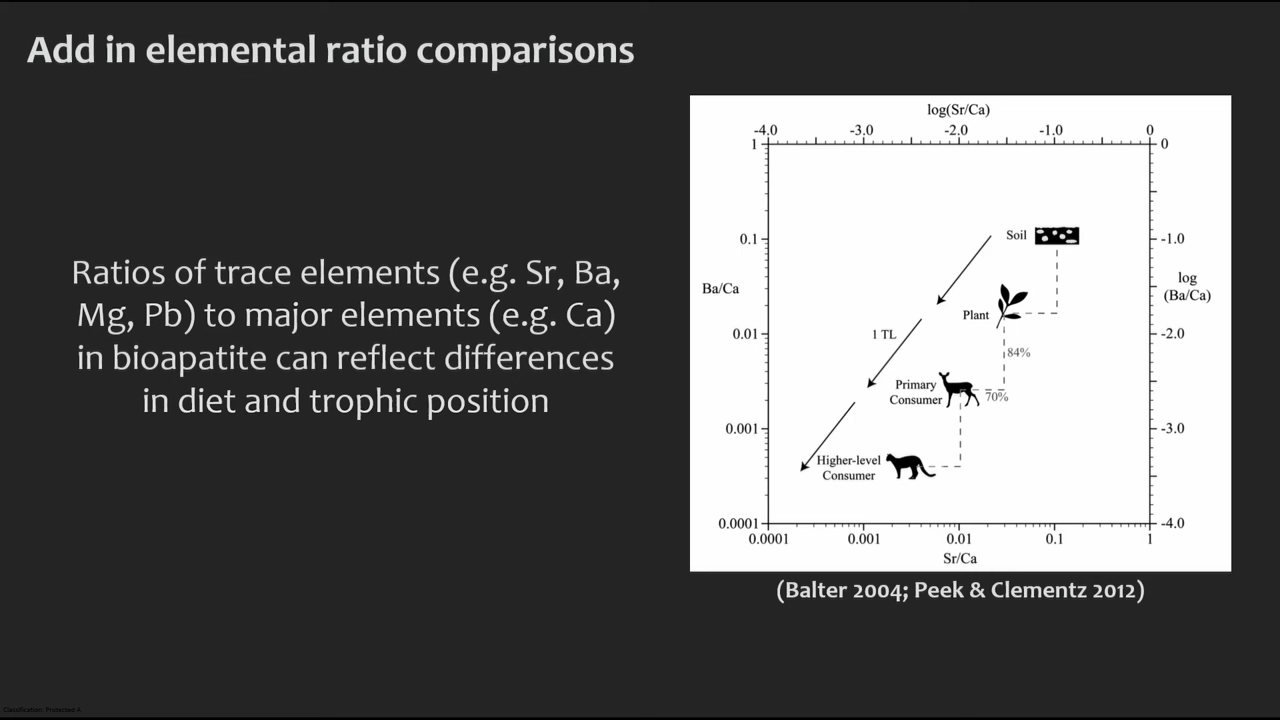 Add in elemental ratio comparisons
Ratios of trace elements (e.g. Sr, Ba,
Mg, Pb) to major elements (e.g. Ca)
in bioapatite can reflect differences
in diet and trophic position
log(Sr/Ca)
-4.0 -3.0 -2.0 -1.0 0
1 0
Soil
0.1 -1.0
Ba/Ca
log
(Ba/Ca)
Plant
0.01 -2.0
1 TL
84%
Primary
Consumer
70%
0.001 -3.0
Higher-level
Consumer
0.0001 -4.0
0.0001 0.001 0.01 0.1 1
Sr/Ca
(Balter 2004; Peek & Clementz 2012)
Classification: Protected A